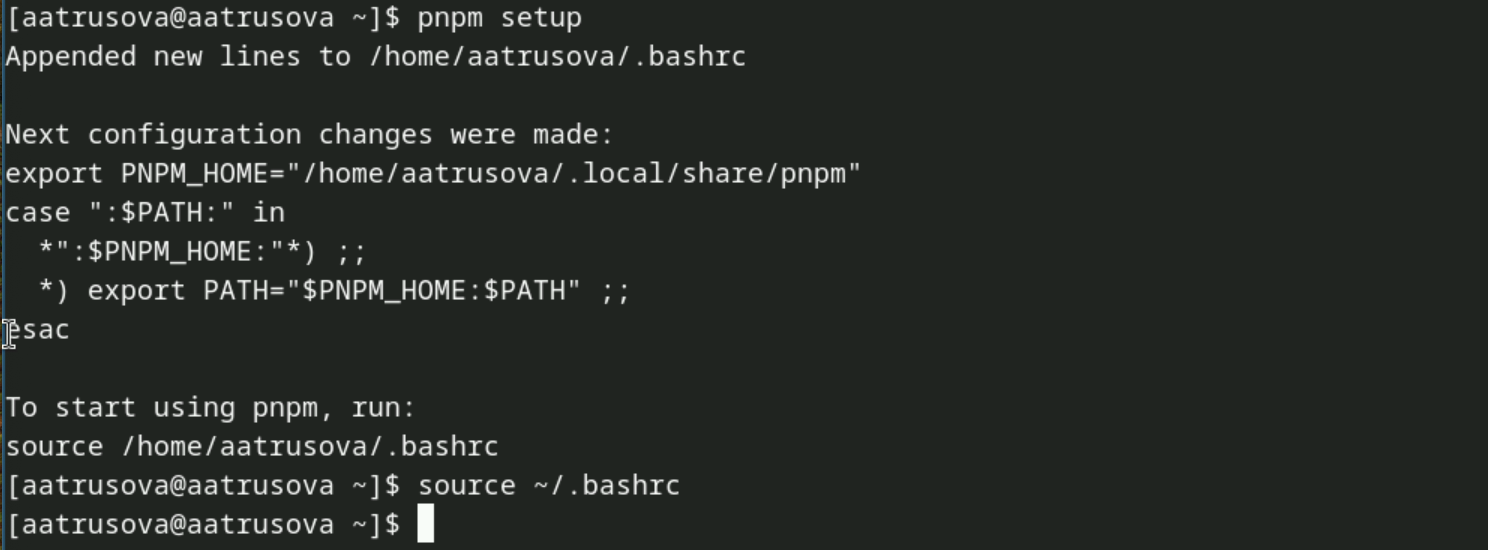 [aatrusova@aatrusova ~]$ pnpm setup
Appended new lines to /home/aatrusova/.bashrc

Next configuration changes were made:
export PNPM_HOME="/home/aatrusova/.local/share/pnpm"
case ":$PATH:" in
  *":$PNPM_HOME:"*) ;;
  *) export PATH="$PNPM_HOME:$PATH" ;;
esac

To start using pnpm, run:
source /home/aatrusova/.bashrc
[aatrusova@aatrusova ~]$ source ~/.bashrc
[aatrusova@aatrusova ~]$